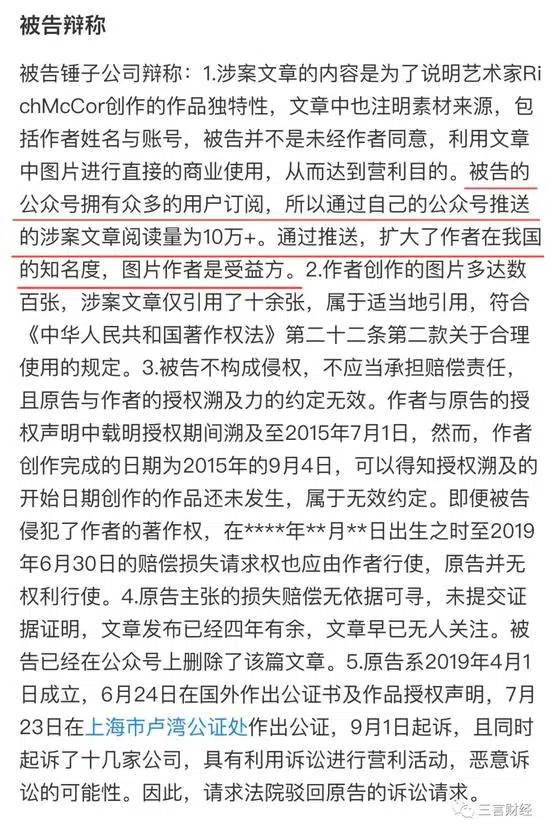 被告辩称
被告锤子公司辩称：1.涉案文章的内容是为了说明艺术家Ri
chMcCor创作的作品独特性，文章中也注明素材来源，包
括作者姓名与账号，被告并不是未经作者同意，利用文章
中图片进行直接的商业使用，从而达到营利目的。被告的
公众号拥有众多的用户订阅，所以通过自己的公众号推送
的涉案文章阅读量为10万+。通过推送，扩大了作者在我国
的知名度，图片作者是受益方。2.作者创作的图片多达数
百张，涉案文章仅引用了十余张，属于适当地引用，符合
《中华人民共和国著作权法》第二十二条第二款关于合理
使用的规定。3.被告不构成侵权，不应当承担赔偿责任，
且原告与作者的授权溯及力的约定无效。作者与原告的授
权声明中载明授权期间溯及至2015年7月1日，然而，作者
创作完成的日期为2015年的9月4日，可以得知授权溯及的
开始日期创作的作品还未发生，属于无效约定。即便被告
侵犯了作者的著作权，在****年**月**日出生之时至2019
年6月30日的赔偿损失请求权也应由作者行使，原告并无
权利行使。4.原告主张的损失赔偿无依据可寻，未提交证
据证明，文章发布已经四年有余，文章早已无人关注。被
告已经在公众号上删除了该篇文章。5.原告系2019年4月1
日成立，6月24日在国外作出公证书及作品授权声明，7月
23日在上海市卢湾公证处作出公证，9月1日起诉，且同时
起诉了十几家公司，具有利用诉讼进行营利活动，恶意诉
讼的可能性。因此，请求法院驳回原告的诉讼请求。
三言财经